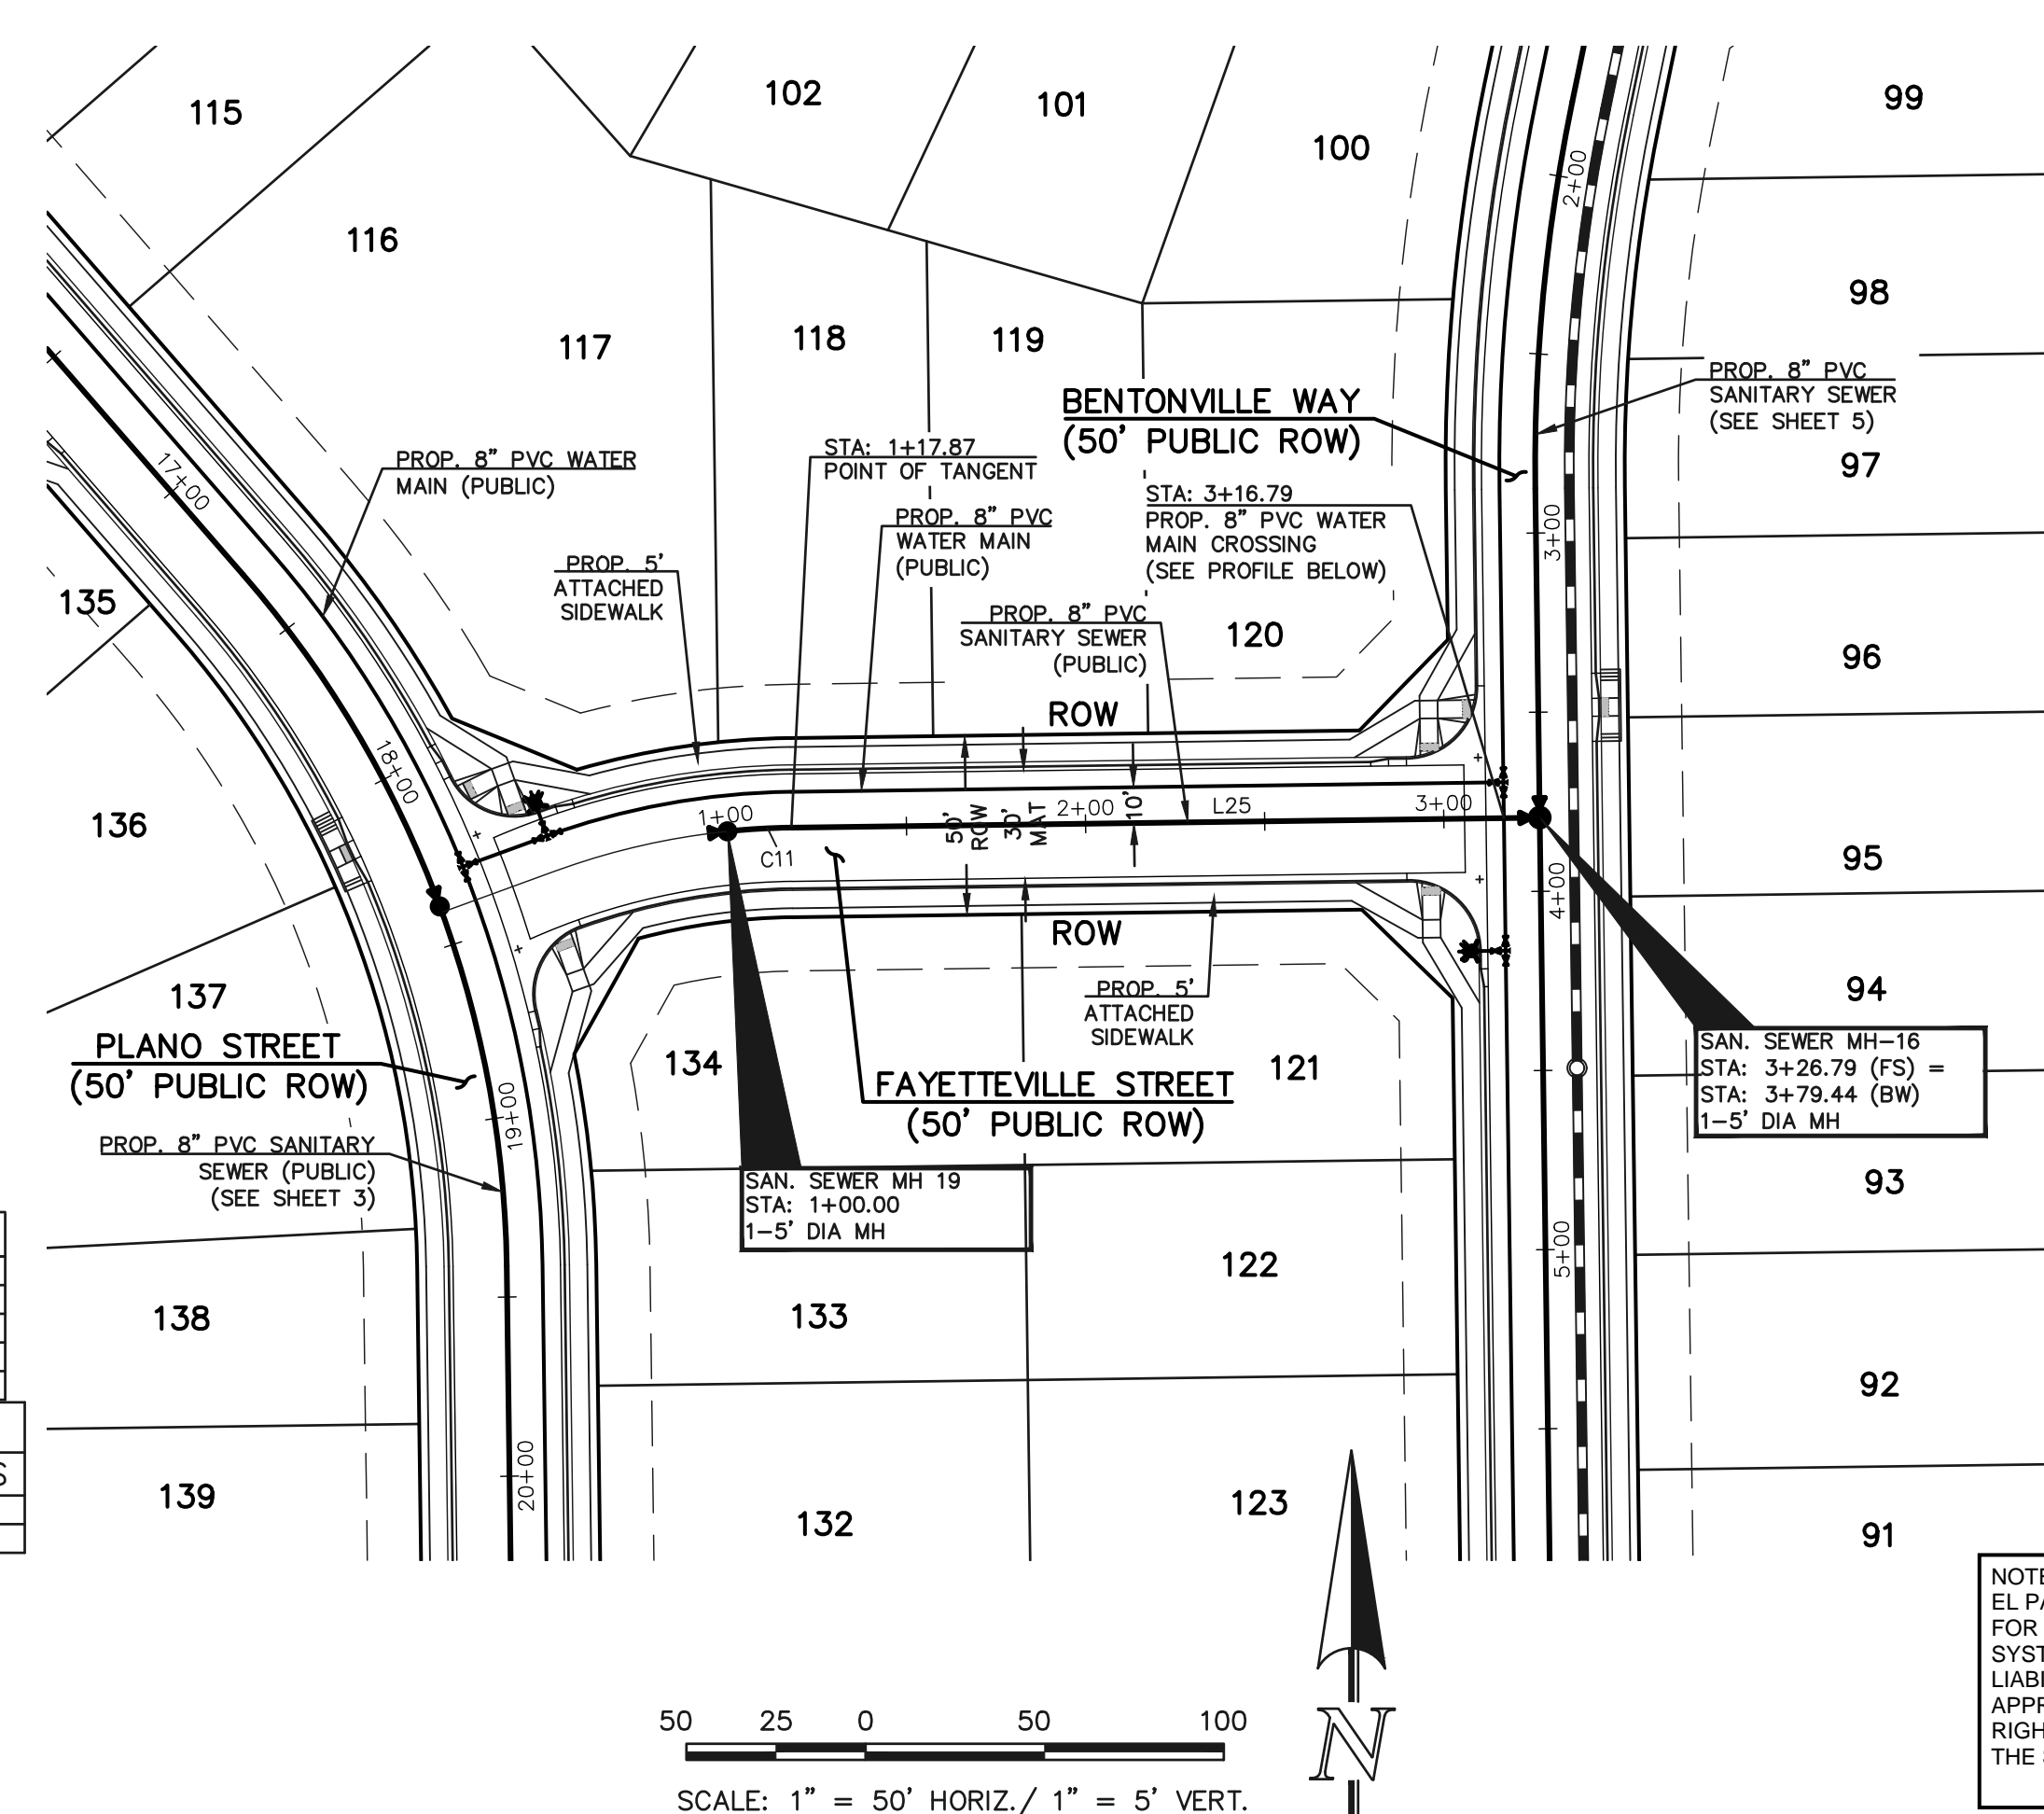 115
102
101
100
99
116
2+00
117
118
119
98
PROP. 8" PVC
SANITARY SEWER
(SEE SHEET 5)
BENTONVILLE WAY
(50' PUBLIC ROW)
STA: 1+17.87
POINT OF TANGENT
PROP. 8" PVC WATER
MAIN (PUBLIC)
17+00
97
STA: 3+16.79
PROP. 8" PVC WATER
MAIN CROSSING
(SEE PROFILE BELOW)
PROP. 8" PVC
WATER MAIN
(PUBLIC)
3+00
PROP. 5'
ATTACHED
SIDEWALK
135
PROP. 8" PVC
SANITARY SEWER
(PUBLIC)
120
96
ROW
18+00
136
1+00
50'
ROW
30'
MAT
2+00
10'
L25
3+00
C11
95
4+00
ROW
137
94
PROP. 5'
ATTACHED
SIDEWALK
PLANO STREET
(50' PUBLIC ROW)
134
121
SAN. SEWER MH-16
STA: 3+26.79 (FS) =
STA: 3+79.44 (BW)
1-5' DIA MH
FAYETTEVILLE STREET
(50' PUBLIC ROW)
19+00
PROP. 8" PVC SANITARY
SEWER (PUBLIC)
(SEE SHEET 3)
SAN. SEWER MH 19
STA: 1+00.00
1-5' DIA MH
93
5+00
122
138
133
92
S
20+00
139
132
123
91
NOTE
EL PA
FOR
SYST
LIABI
APPR
RIGH
THE
50 25 0 50 100
N
SCALE: 1" = 50' HORIZ./ 1" = 5' VERT.